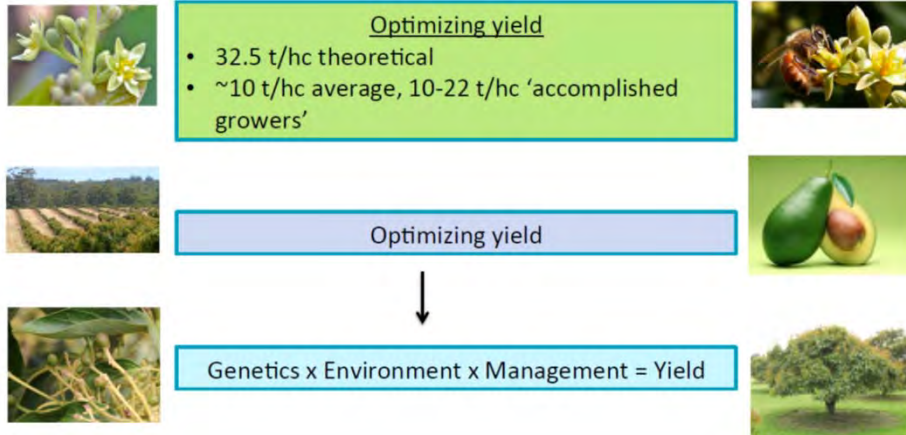 Optimizing yield
• 32.5 t/hc theoretical
• ~10 t/hc average, 10-22 t/hc ‘accomplished
growers’
Optimizing yield
Genetics x Environment x Management = Yield